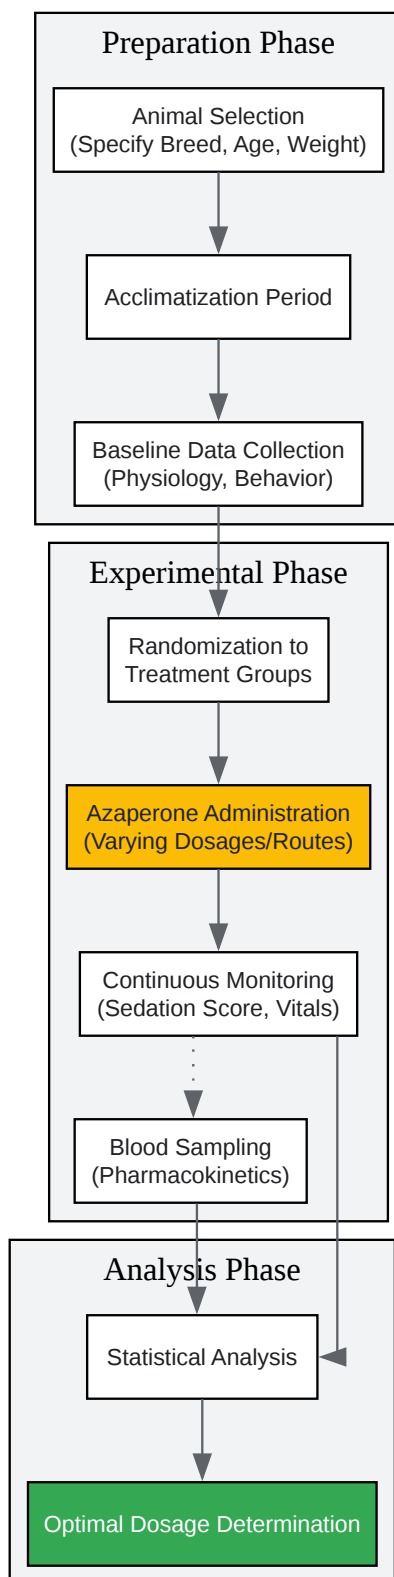 Preparation Phase
Animal Selection
(Specify Breed, Age, Weight)
Acclimatization Period
Baseline Data Collection
(Physiology, Behavior)
Experimental Phase
Randomization to
Treatment Groups
Azaperone Administration
(Varying Dosages/Routes)
Continuous Monitoring
(Sedation Score, Vitals)
Blood Sampling
(Pharmacokinetics)
Analysis Phase
Statistical Analysis
Optimal Dosage Determination